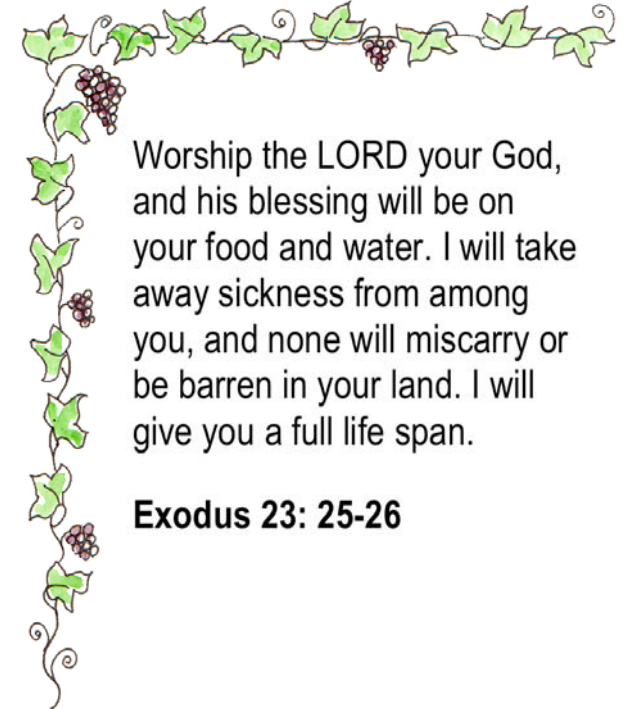 Worship the LORD your God,
and his blessing will be on
your food and water. I will take
away sickness from among
you, and none will miscarry or
be barren in your land. I will
give you a full life span.
Exodus 23: 25-26